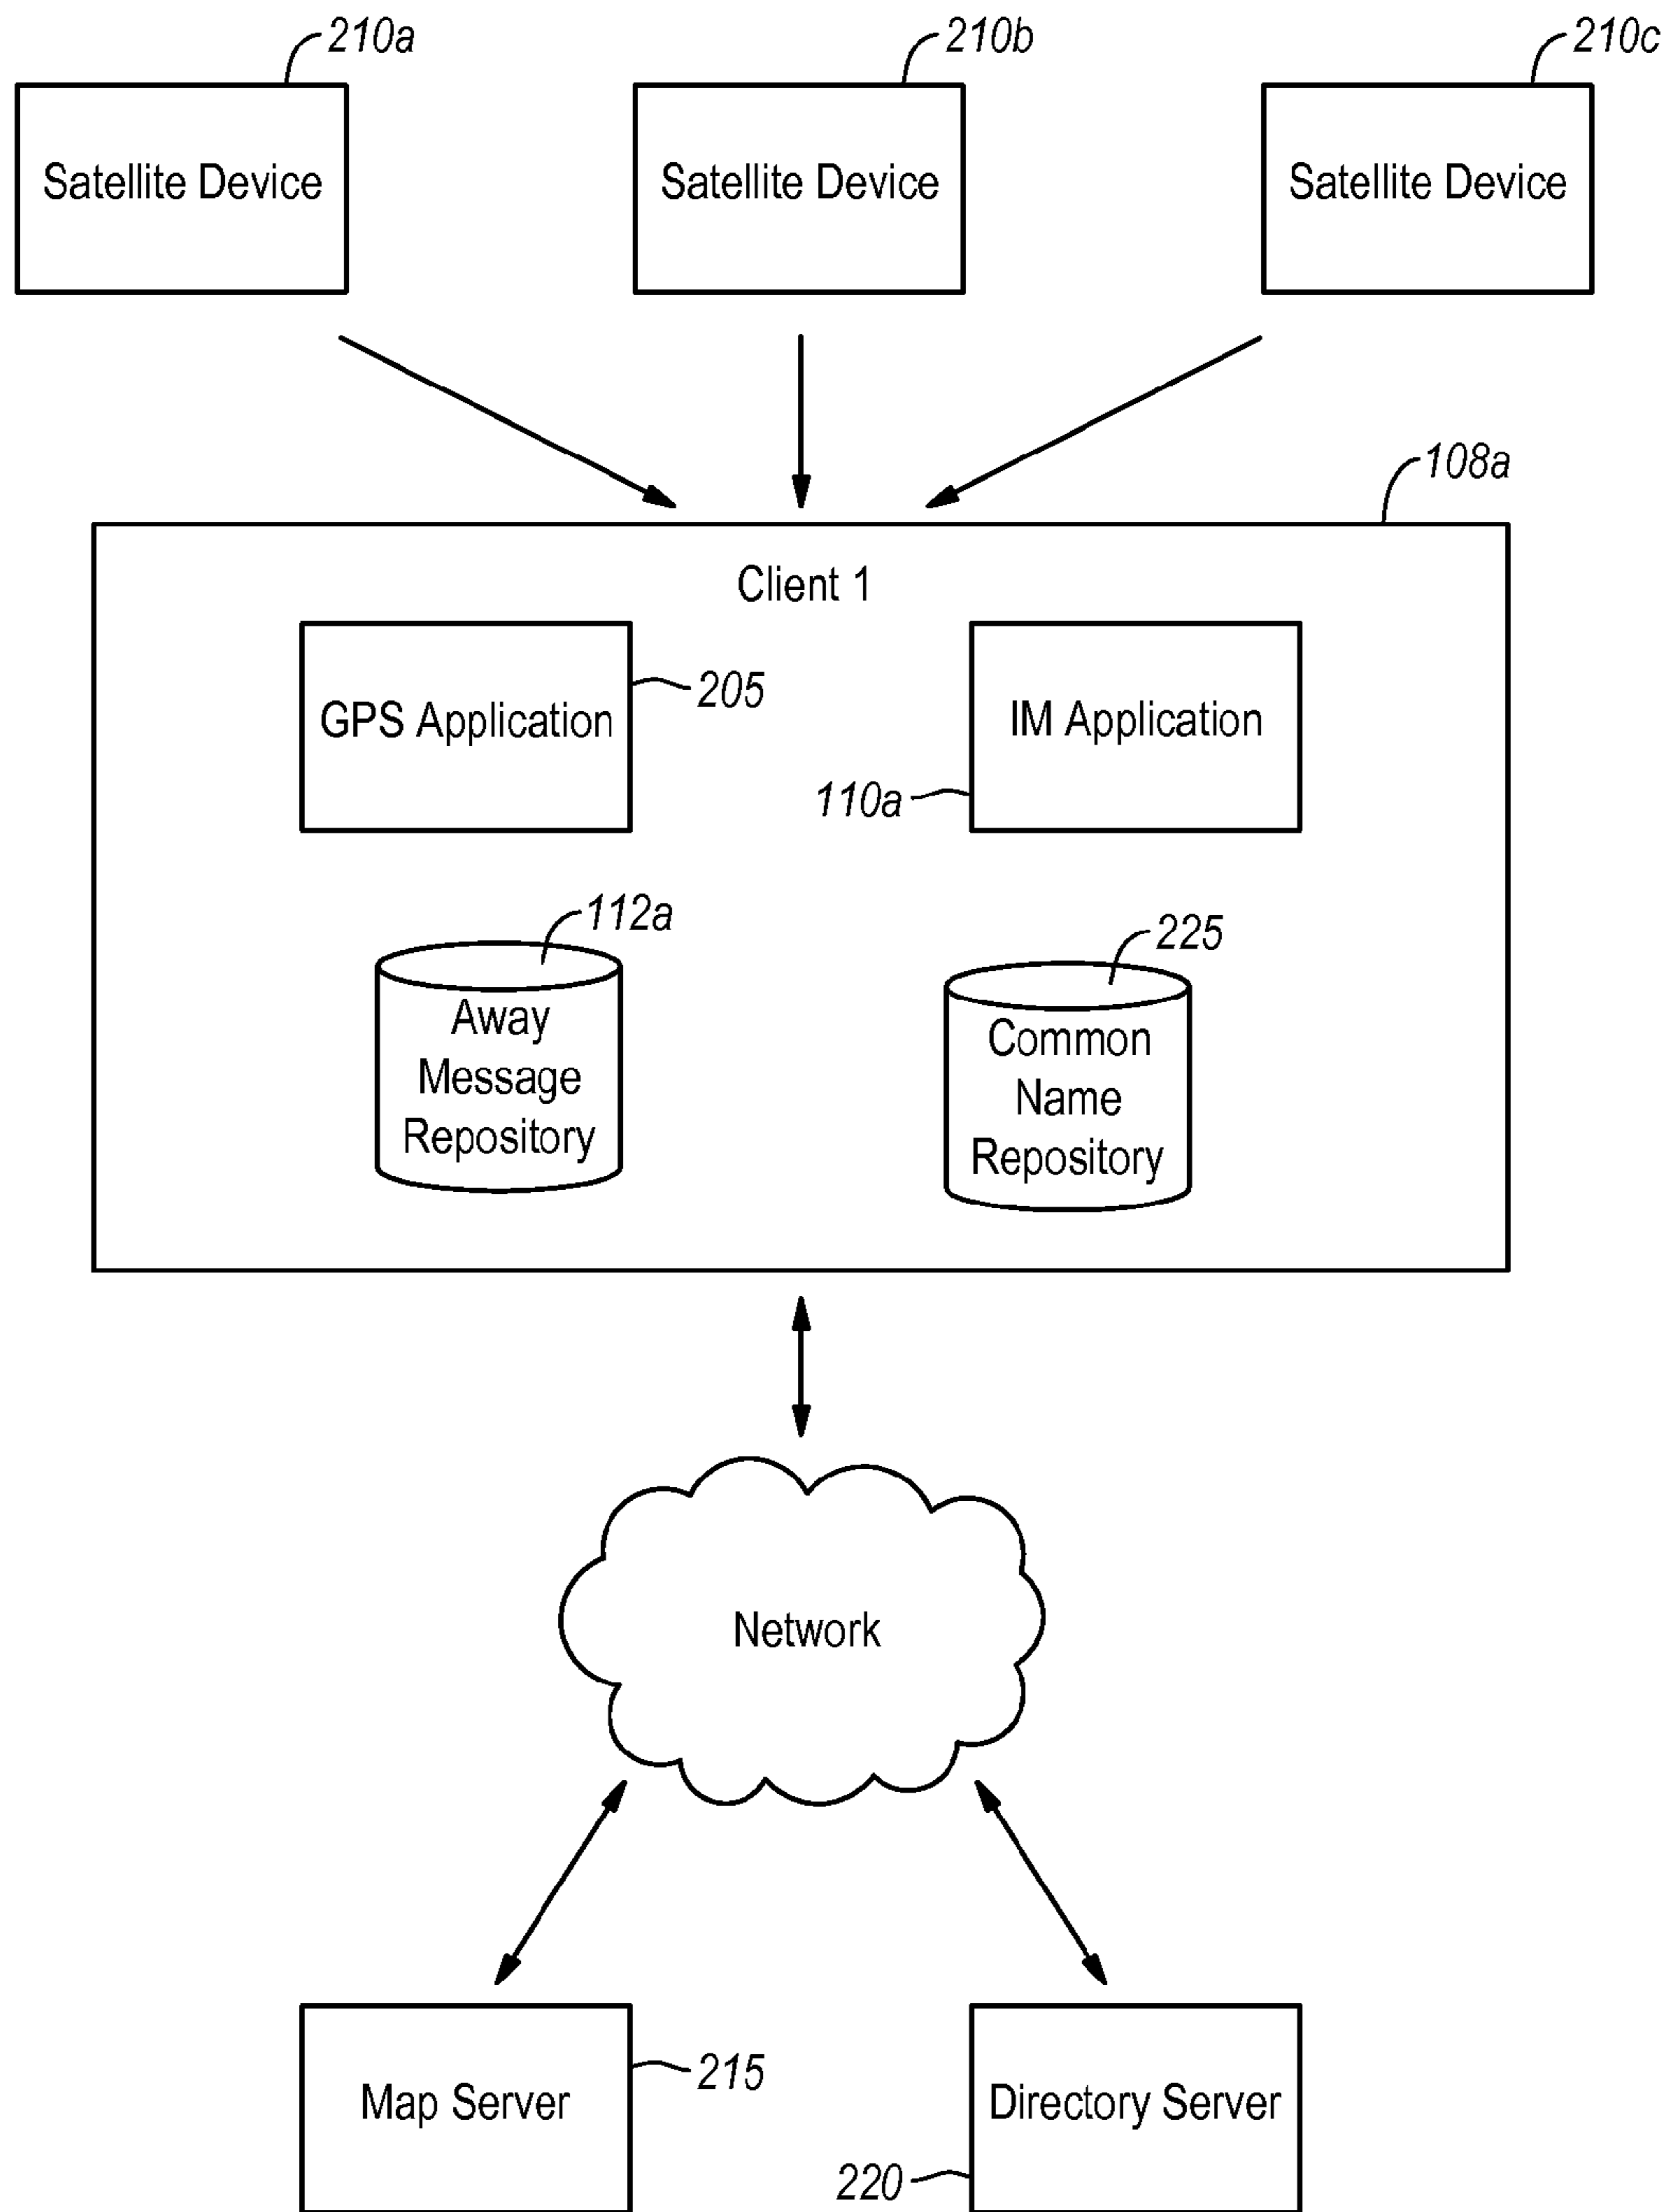 210a
210b
210c
Satellite Device
Satellite Device
Satellite Device
108a
Client 1
205
GPS Application
IM Application
110a
112a
225
Away
Message
Repository
Common
Name
Repository
Network
215
Map Server
Directory Server
220